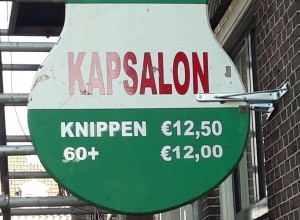 KAPSALON
KNIPPEN €12,50
60+ €12,00